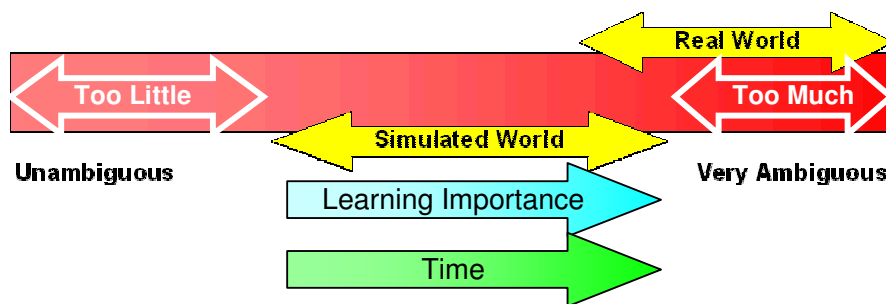 Real World
Too Little
Too Much
Simulated World
Unambiguous
Very Ambiguous
Learning Importance
Time